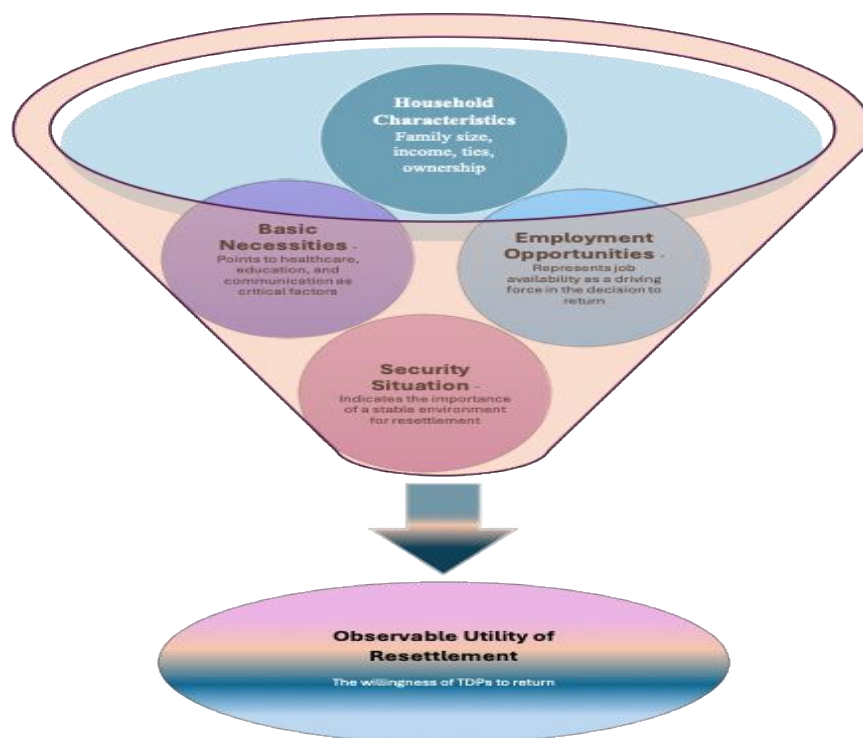 Household
Characteristics
Family size,
income, ties,
ownership
Basic
Necessities -
Points to healthcare,
education, and
communication as
critical factors
Employment
Opportunities -
Represents job
availability as a driving
force in the decision to
return
Security
Situation -
Indicates the importance
of a stable environment
for resettlement
Observable Utility of
Resettlement
The willingness of TDPs to return